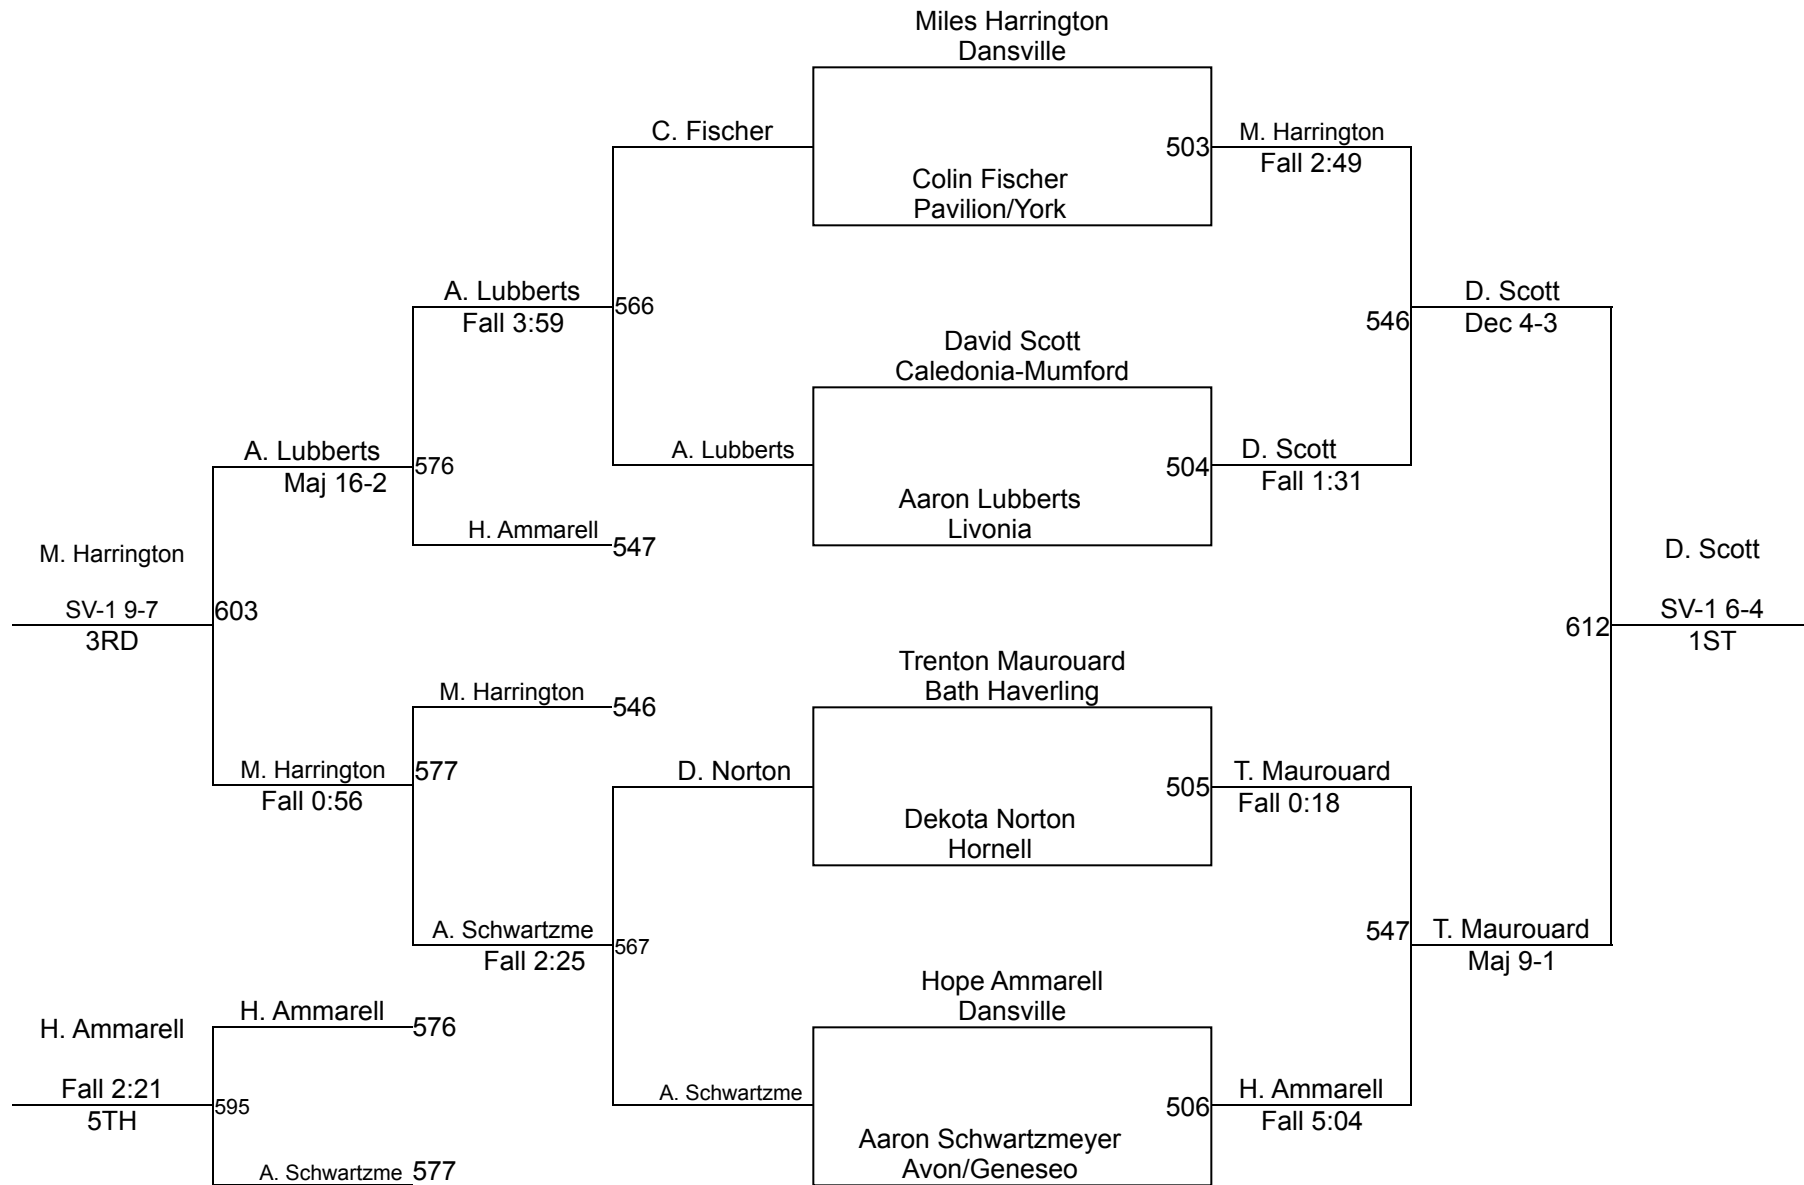 Miles Harrington
Dansville
C. Fischer
503
M. Harrington
Fall 2:49
Colin Fischer
Pavilion/York
A. Lubberts
Fall 3:59
566
D. Scott
Dec 4-3
546
David Scott
Caledonia-Mumford
A. Lubberts
Maj 16-2
576
A. Lubberts
504
D. Scott
Fall 1:31
Aaron Lubberts
Livonia
H. Ammarell
547
M. Harrington
SV-1 9-7
3RD
603
D. Scott
SV-1 6-4
1ST
612
Trenton Maurouard
Bath Haverling
M. Harrington
546
M. Harrington
Fall 0:56
577
D. Norton
505
T. Maurouard
Fall 0:18
Dekota Norton
Hornell
A. Schwartzme
Fall 2:25
567
547
T. Maurouard
Maj 9-1
Hope Ammarell
Dansville
H. Ammarell
576
H. Ammarell
Fall 2:21
5TH
595
A. Schwartzme
506
H. Ammarell
Fall 5:04
Aaron Schwartzmeyer
Avon/Geneseo
A. Schwartzme
577